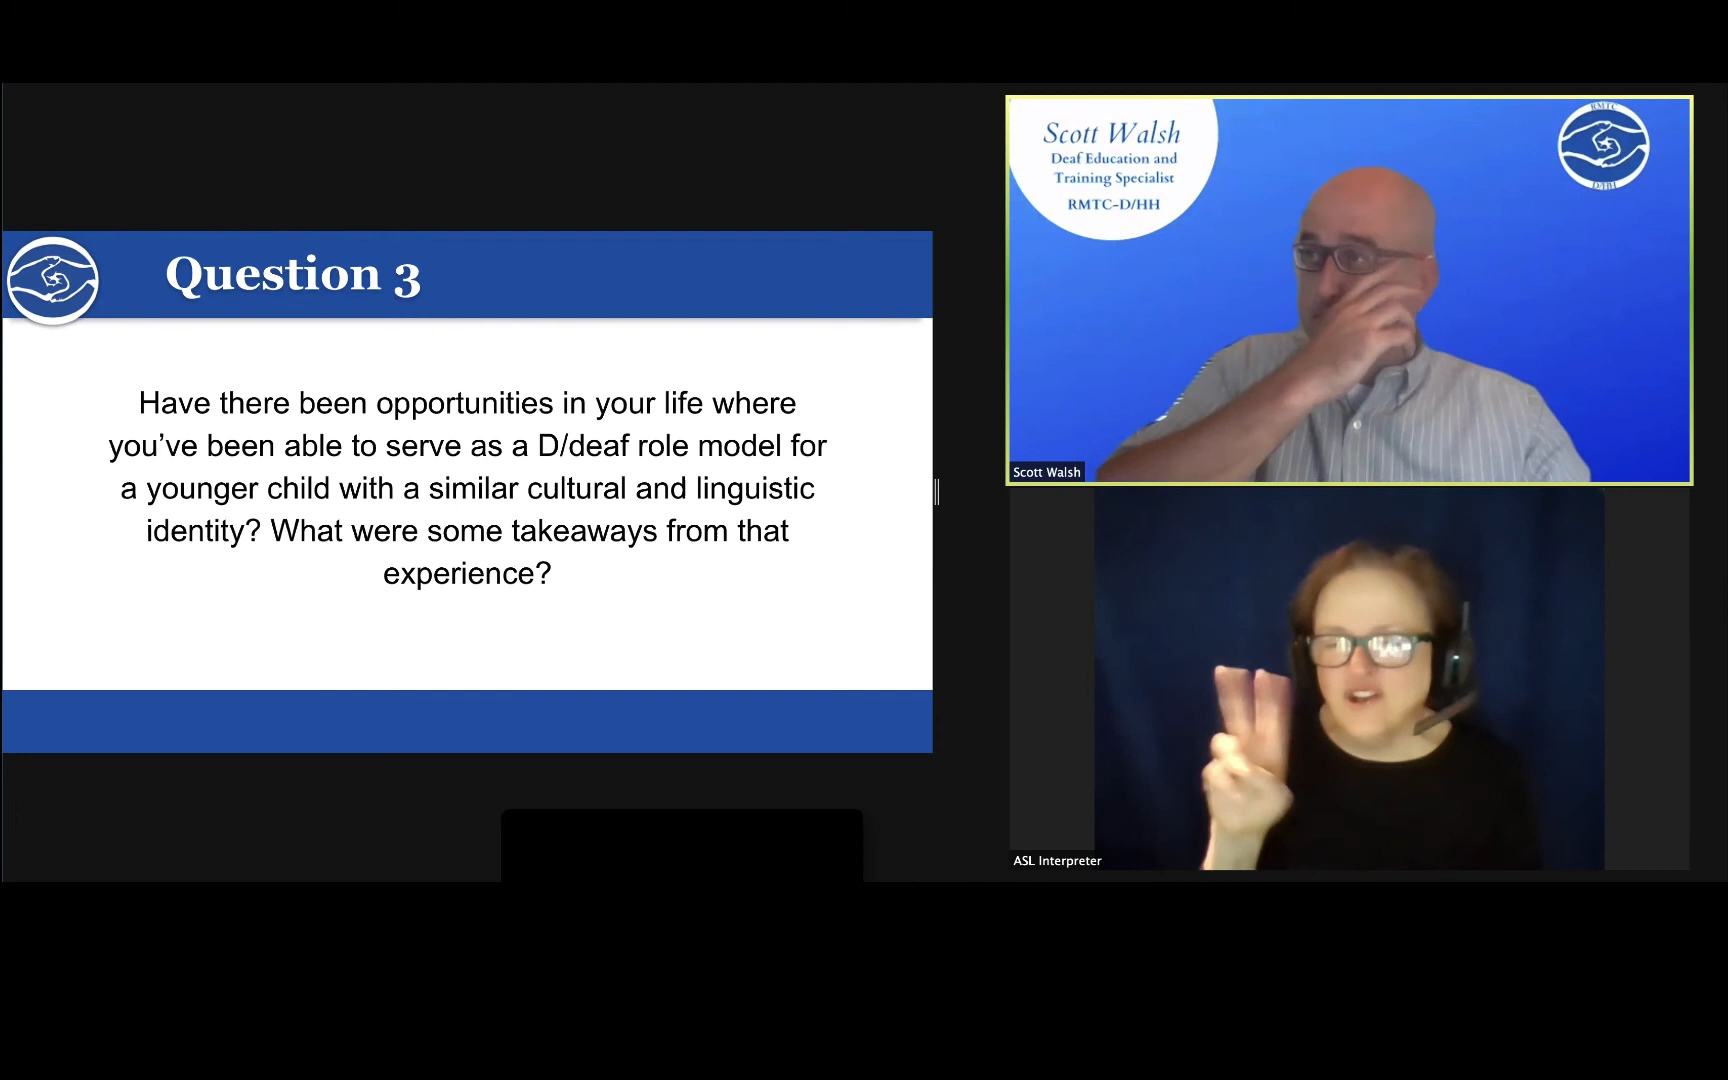 Question 3
Have there been opportunities in your life where
you've been able to serve as a D/deaf role model for
a younger child with a similar cultural and linguistic
identity? What were some takeaways from that
experience?
Scott Walsh
Deaf Education and
Training Specialist
RMTC-D/HH
RMTC
D/HH
Scott Walsh
ASL Interpreter